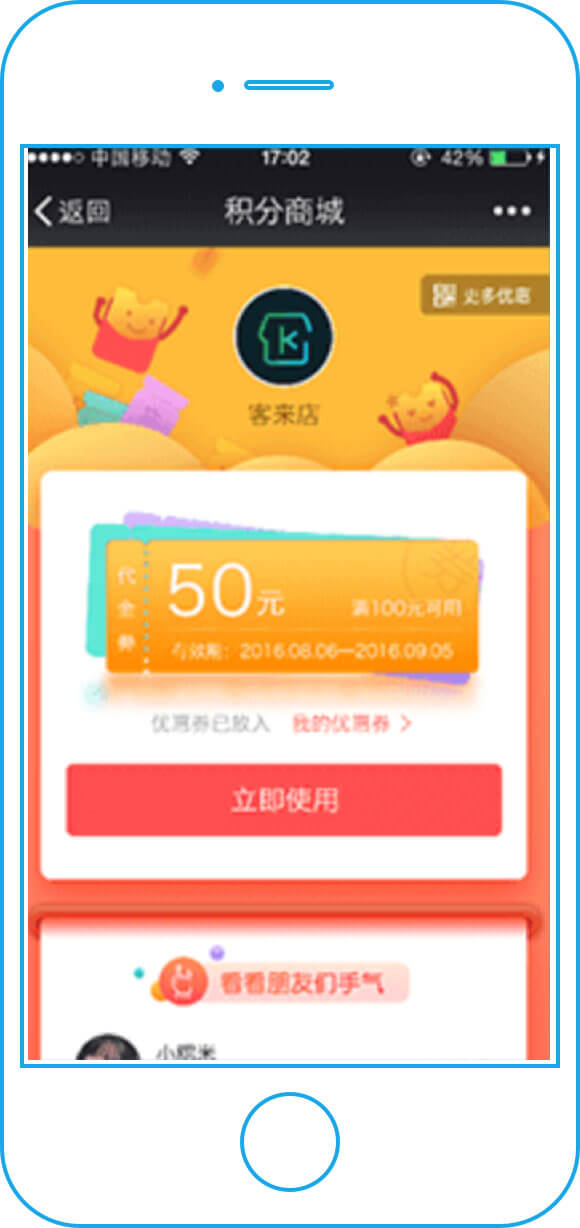 中国移动 17:02 42%
返回 积分商城
更多优惠
客来店
代金券
50元
满100元可用
有效期：2016.08.06—2016.09.05
优惠券已放入 我的优惠券
立即使用
看看朋友们手气
小糯米